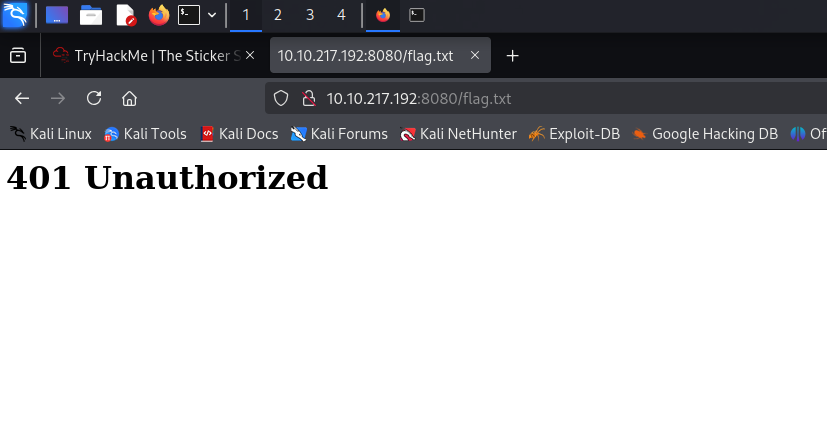 1 2 3 4
TryHackMe | The Sticker S
10.10.217.192:8080/flag.txt
10.10.217.192:8080/flag.txt
Kali Linux Kali Tools Kali Docs Kali Forums Kali NetHunter Exploit-DB Google Hacking DB Of
401 Unauthorized